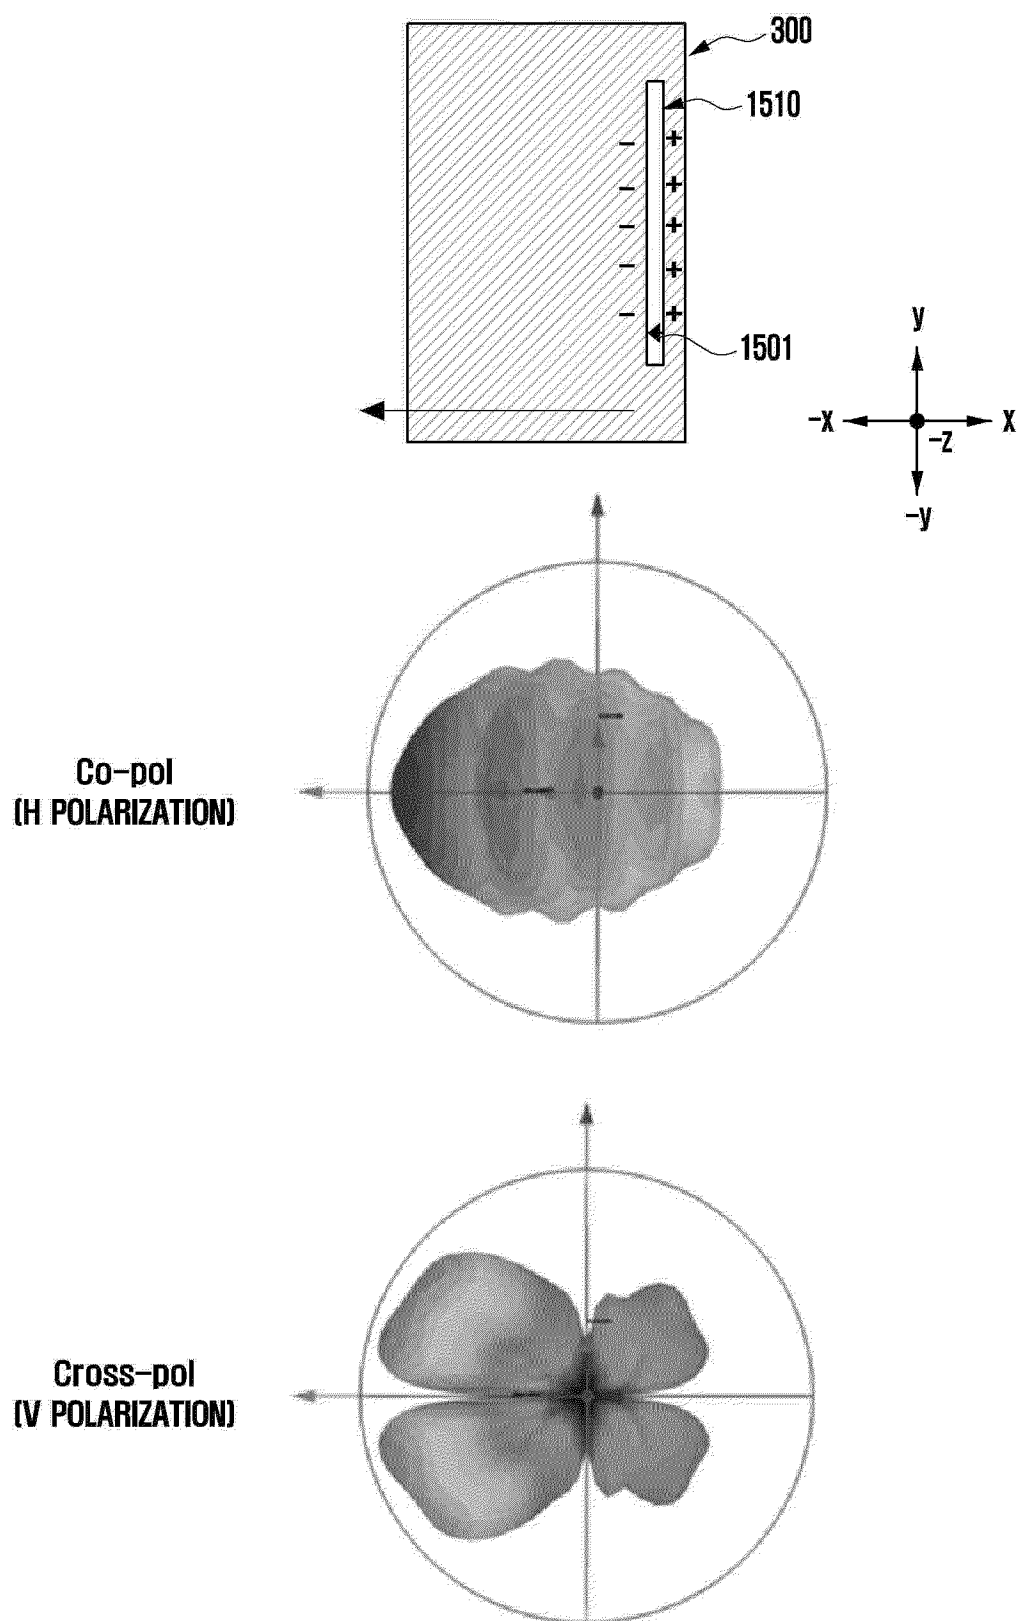 300
1510
− +
− +
− +
− +
− +
1501
y
-x
x
-z
-y
Co-pol
(H POLARIZATION)
Cross-pol
(V POLARIZATION)